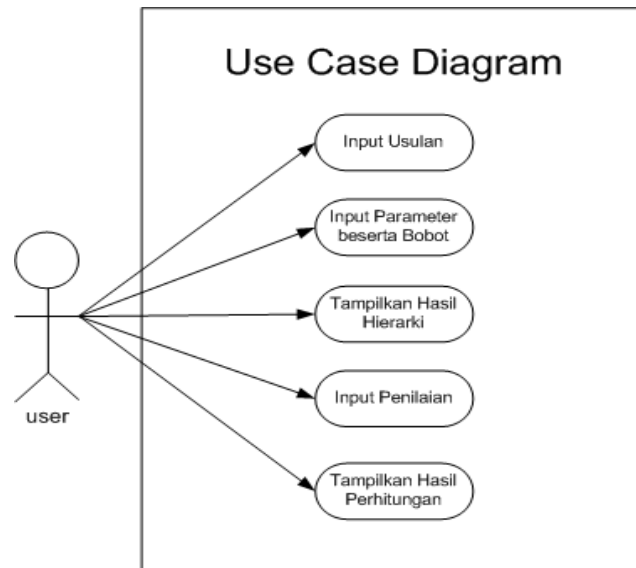 Use Case Diagram
Input Usulan
Input Parameter
beserta Bobot
Tampilkan Hasil
Hierarki
Input Penilaian
Tampilkan Hasil
Perhitungan
user